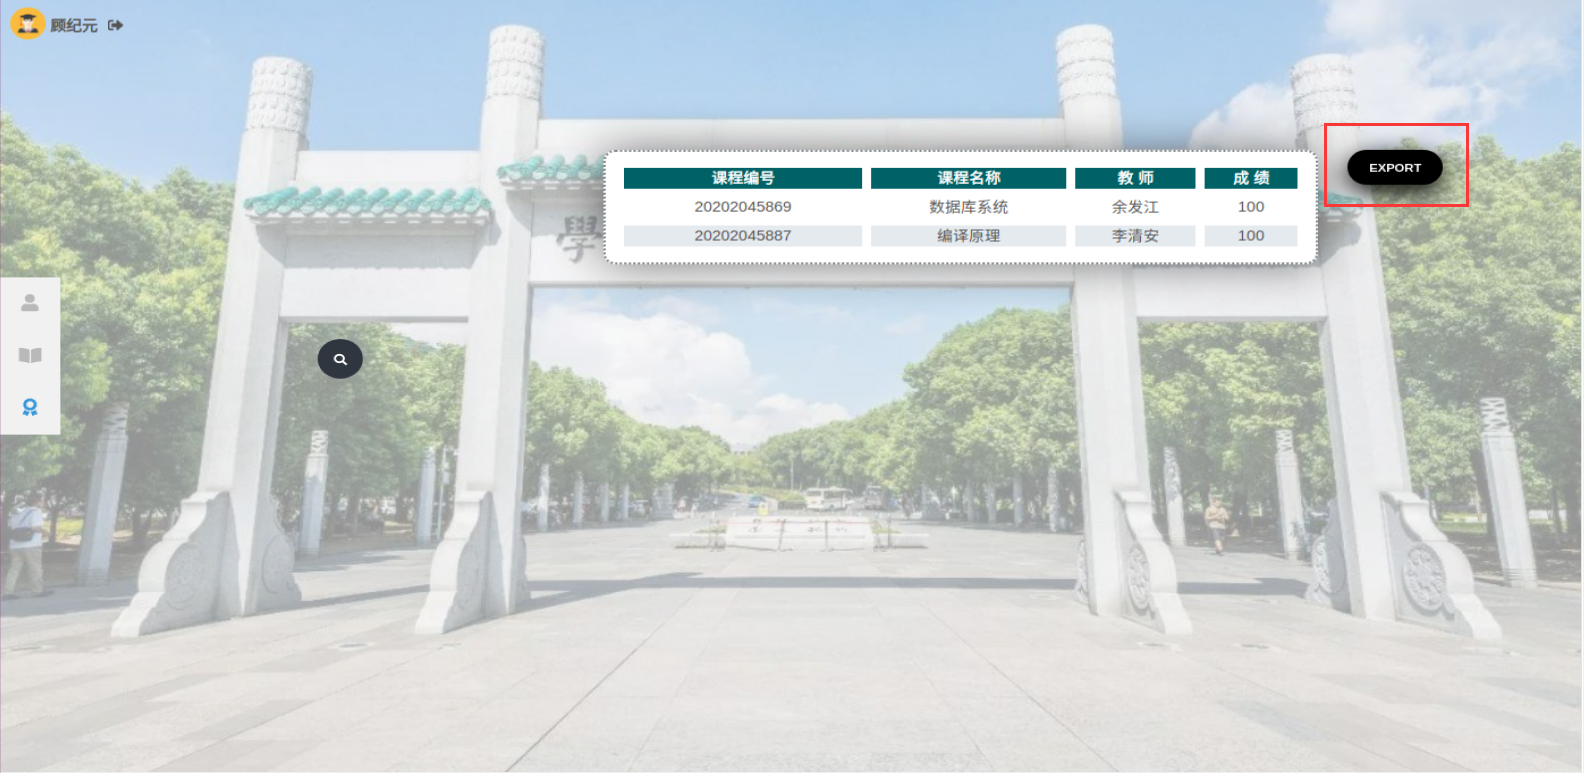 顾纪元
课程编号 课程名称 教 师 成 绩
EXPORT
20202045869 数据库系统 余发江 100
20202045887 编译原理 李清安 100
學